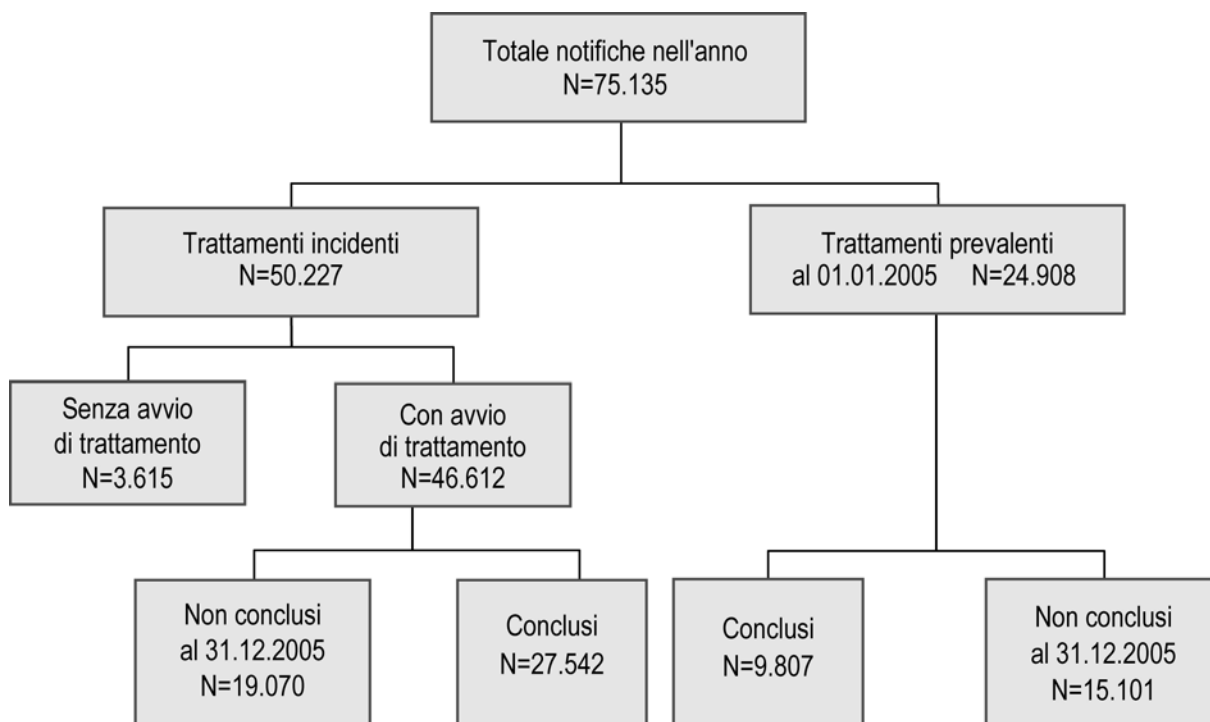 Totale notifiche nell'anno
N=75.135
Trattamenti incidenti
N=50.227
Trattamenti prevalenti
al 01.01.2005 N=24.908
Senza avvio
di trattamento
N=3.615
Con avvio
di trattamento
N=46.612
Non conclusi
al 31.12.2005
N=19.070
Conclusi
N=27.542
Conclusi
N=9.807
Non conclusi
al 31.12.2005
N=15.101